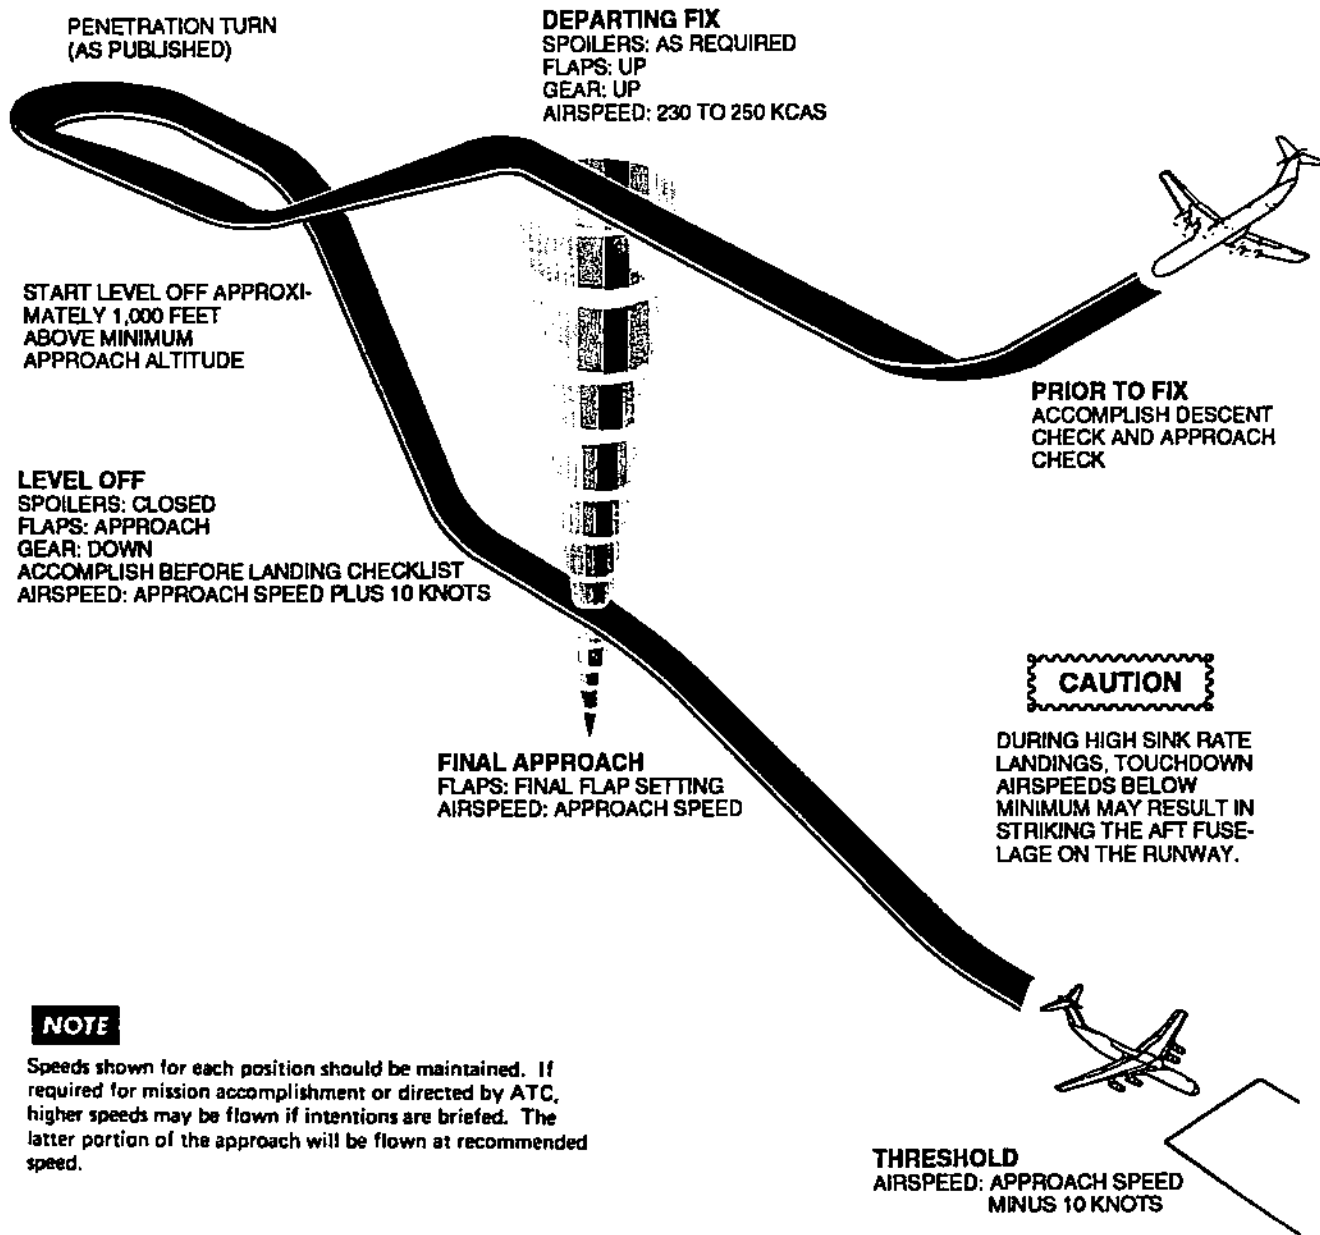 PENETRATION TURN
(AS PUBLISHED)
DEPARTING FIX
SPOILERS: AS REQUIRED
FLAPS: UP
GEAR: UP
AIRSPEED: 230 TO 250 KCAS
START LEVEL OFF APPROXI-
MATELY 1,000 FEET
ABOVE MINIMUM
APPROACH ALTITUDE
PRIOR TO FIX
ACCOMPLISH DESCENT
CHECK AND APPROACH
CHECK
LEVEL OFF
SPOILERS: CLOSED
FLAPS: APPROACH
GEAR: DOWN
ACCOMPLISH BEFORE LANDING CHECKLIST
AIRSPEED: APPROACH SPEED PLUS 10 KNOTS
FINAL APPROACH
FLAPS: FINAL FLAP SETTING
AIRSPEED: APPROACH SPEED
CAUTION
DURING HIGH SINK RATE
LANDINGS, TOUCHDOWN
AIRSPEEDS BELOW
MINIMUM MAY RESULT IN
STRIKING THE AFT FUSE-
LAGE ON THE RUNWAY.
NOTE
Speeds shown for each position should be maintained. If
required for mission accomplishment or directed by ATC,
higher speeds may be flown if intentions are briefed. The
latter portion of the approach will be flown at recommended
speed.
THRESHOLD
AIRSPEED: APPROACH SPEED
MINUS 10 KNOTS